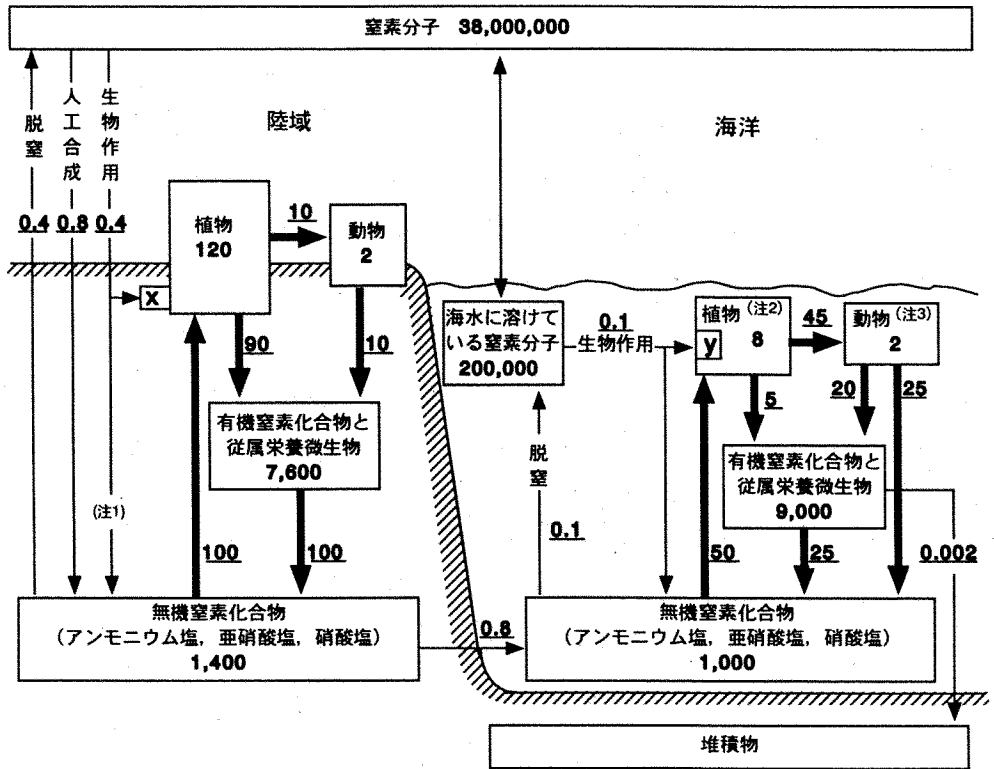 窒素分子 38,000,000
脱窒
人工合成
生物作用
陸域
海洋
0.4
0.8
0.4
植物
120
10
動物
2
x
90
10
海水に溶けて
いる窒素分子
200,000
0.1
生物作用
植物(注2)
8
y
45
動物(注3)
2
20
25
5
有機窒素化合物と
従属栄養微生物
7,600
有機窒素化合物と
従属栄養微生物
9,000
脱窒
(注1)
100
100
0.1
50
25
0.002
無機窒素化合物
(アンモニウム塩,亜硝酸塩,硝酸塩)
1,400
0.8
無機窒素化合物
(アンモニウム塩,亜硝酸塩,硝酸塩)
1,000
堆積物